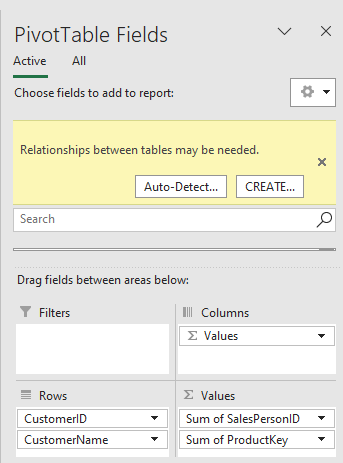 PivotTable Fields
Active All
Choose fields to add to report:
Relationships between tables may be needed.
Auto-Detect... CREATE...
Search
Drag fields between areas below:
Filters
Columns
Σ Values
Rows
CustomerID
CustomerName
Σ Values
Sum of SalesPersonID
Sum of ProductKey